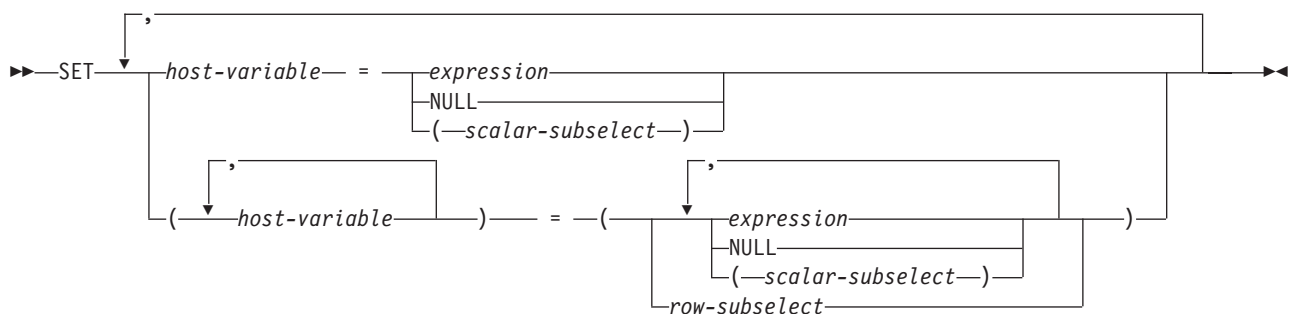 ,
SET host-variable = expression
NULL
( scalar-subselect )
, ,
( host-variable ) = ( expression )
NULL
( scalar-subselect )
row-subselect